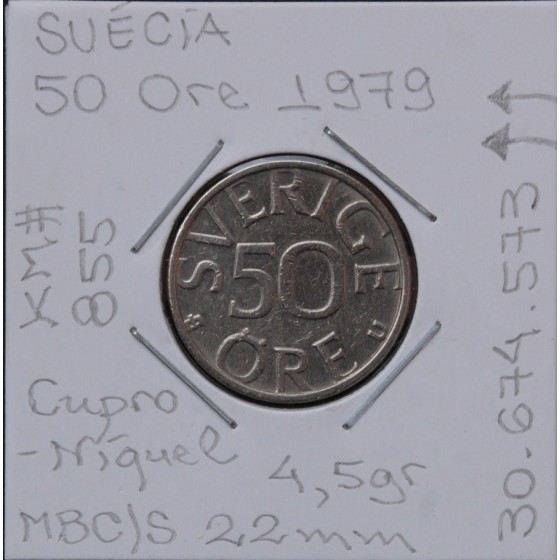 SUÉCIA
50 Ore 1979
KM#
855
SVERIGE
50
ÖRE
U
30.674.573
Cupro
-Níquel
4,5gr
MBC/S 22mm